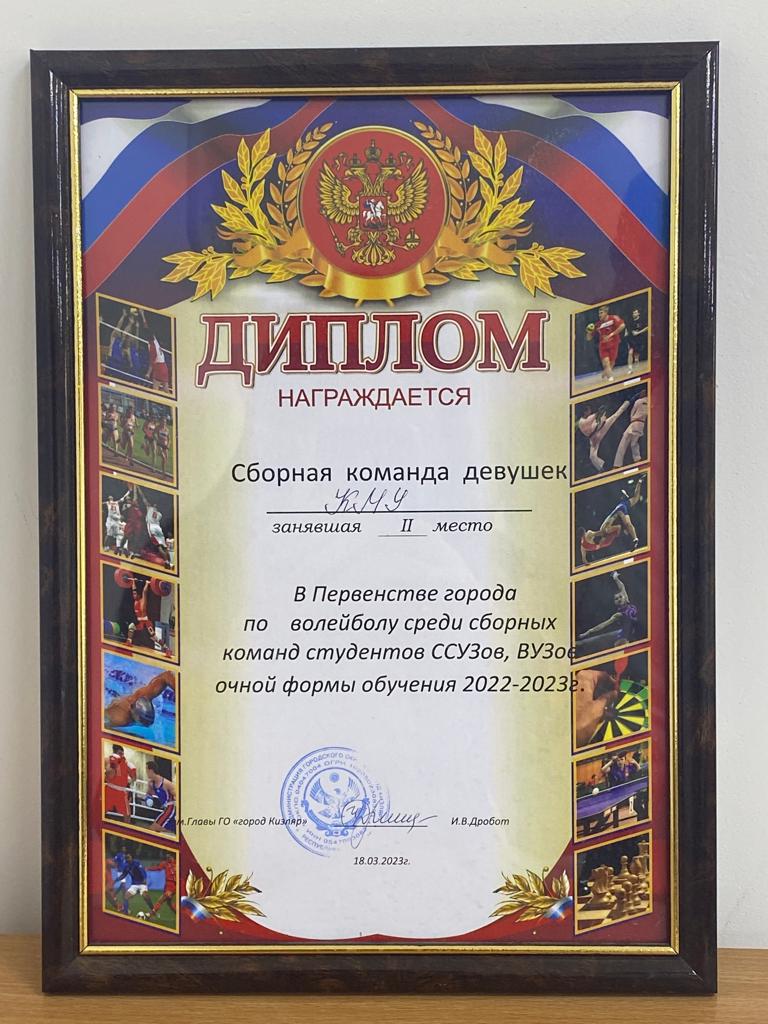 ДИПЛОМ
НАГРАЖДАЕТСЯ
Сборная команда девушек
КМУ
занявшая II место
В Первенстве города
по волейболу среди сборных
команд студентов ССУЗов, ВУЗов
очной формы обучения 2022-2023г.
Главы ГО «город Кизляр» И.В.Дробот
18.03.2023г.